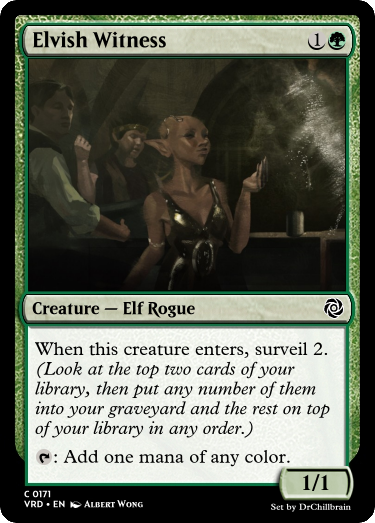 Elvish Witness 1
Creature — Elf Rogue
When this creature enters, surveil 2.
(Look at the top two cards of your
library, then put any number of them
into your graveyard and the rest on top
of your library in any order.)
: Add one mana of any color.
1/1
C 0171
VRD • EN Albert Wong
Set by DrChillbrain